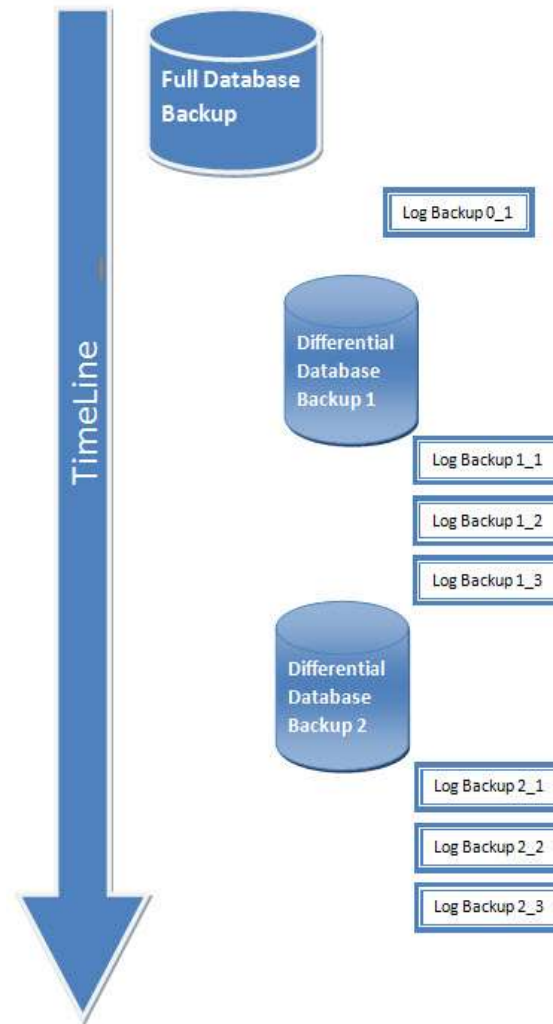 Full Database
Backup
Log Backup 0_1
TimeLine
Differential
Database
Backup 1
Log Backup 1_1
Log Backup 1_2
Log Backup 1_3
Differential
Database
Backup 2
Log Backup 2_1
Log Backup 2_2
Log Backup 2_3